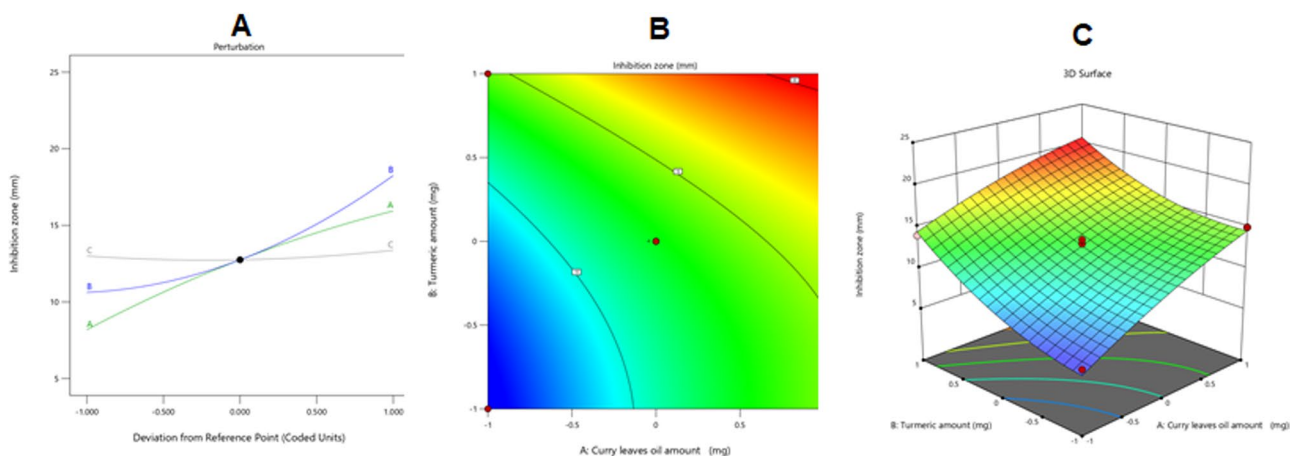 A
Perturbation
25
20
15
10
5
Inhibition zone (mm)
B
A
C
C
B
A
-1.000
-0.500
0.000
0.500
1.000
Deviation from Reference Point (Coded Units)
B
Inhibition zone (mm)
1
0.5
0
-0.5
-1
B: Turmeric amount (mg)
-1
-0.5
0
0.5
A: Curry leaves oil amount (mg)
C
3D Surface
25
20
15
10
5
Inhibition zone (mm)
1
0.5
0
-0.5
-1
B: Turmeric amount (mg)
-1
-0.5
0
0.5
1
A: Curry leaves oil amount (mg)